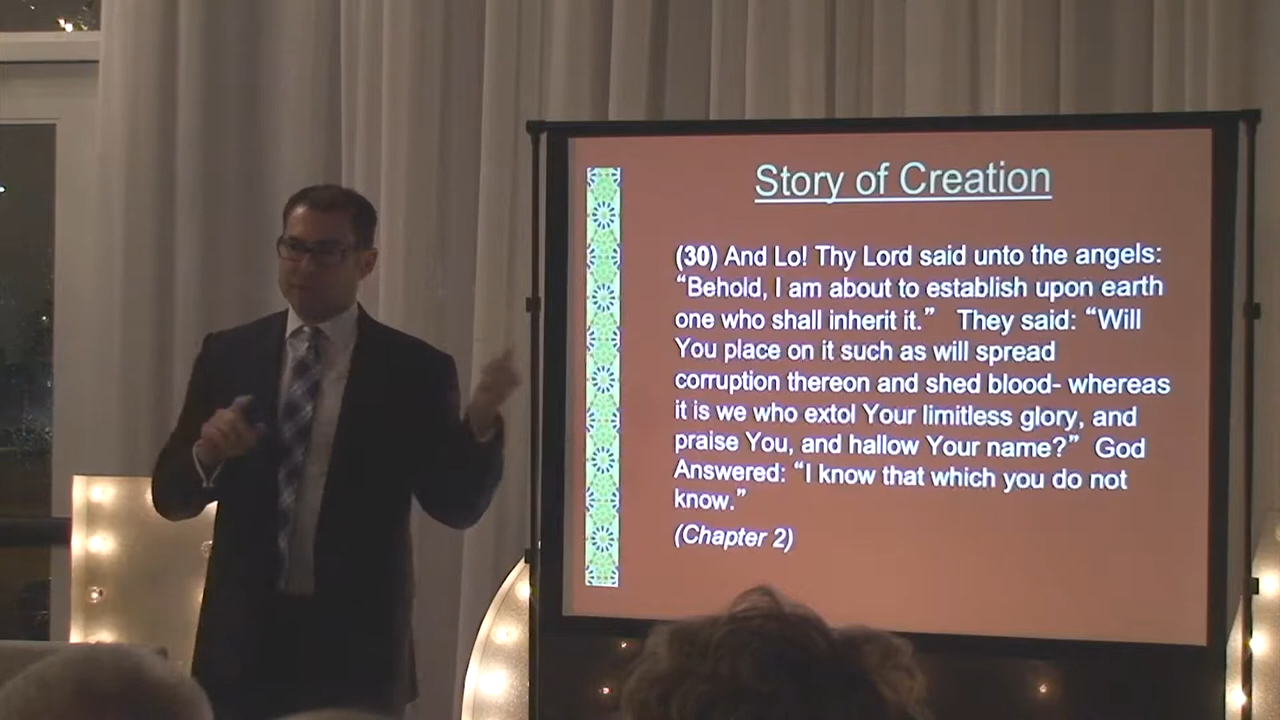 Story of Creation
(30) And Lo! Thy Lord said unto the angels:
“Behold, I am about to establish upon earth
one who shall inherit it.”  They said: “Will
You place on it such as will spread
corruption thereon and shed blood- whereas
it is we who extol Your limitless glory, and
praise You, and hallow Your name?”  God
Answered: “I know that which you do not
know.”
(Chapter 2)